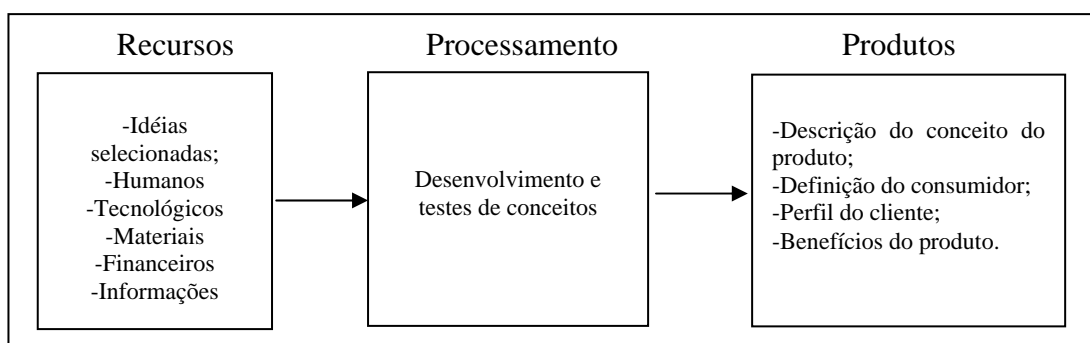 Recursos
Processamento
Produtos
-Idéias
selecionadas;
-Humanos
-Tecnológicos
-Materiais
-Financeiros
-Informações
Desenvolvimento e
testes de conceitos
-Descrição do conceito do
produto;
-Definição do consumidor;
-Perfil do cliente;
-Benefícios do produto.